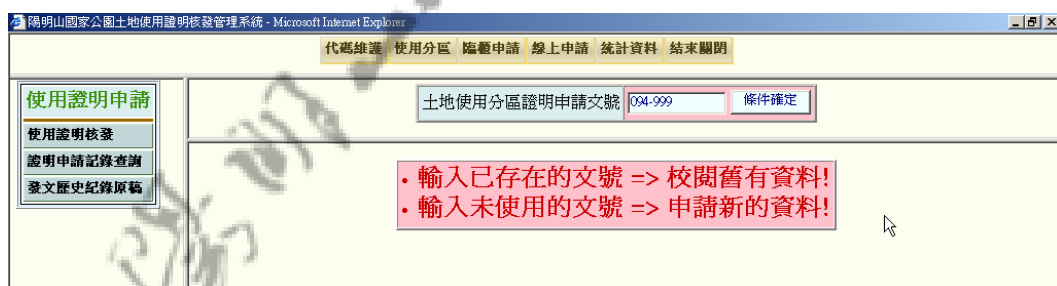 陽明山國家公園土地使用證明核發管理系統 - Microsoft Internet Explorer
代碼維護 使用分區 臨櫃申請 線上申請 統計資料 結束關閉
使用證明申請
使用證明核發
證明申請記錄查詢
發文歷史紀錄原稿
土地使用分區證明申請文號 094-999 條件確定
• 輸入已存在的文號 => 校閱舊有資料!
• 輸入未使用的文號 => 申請新的資料!